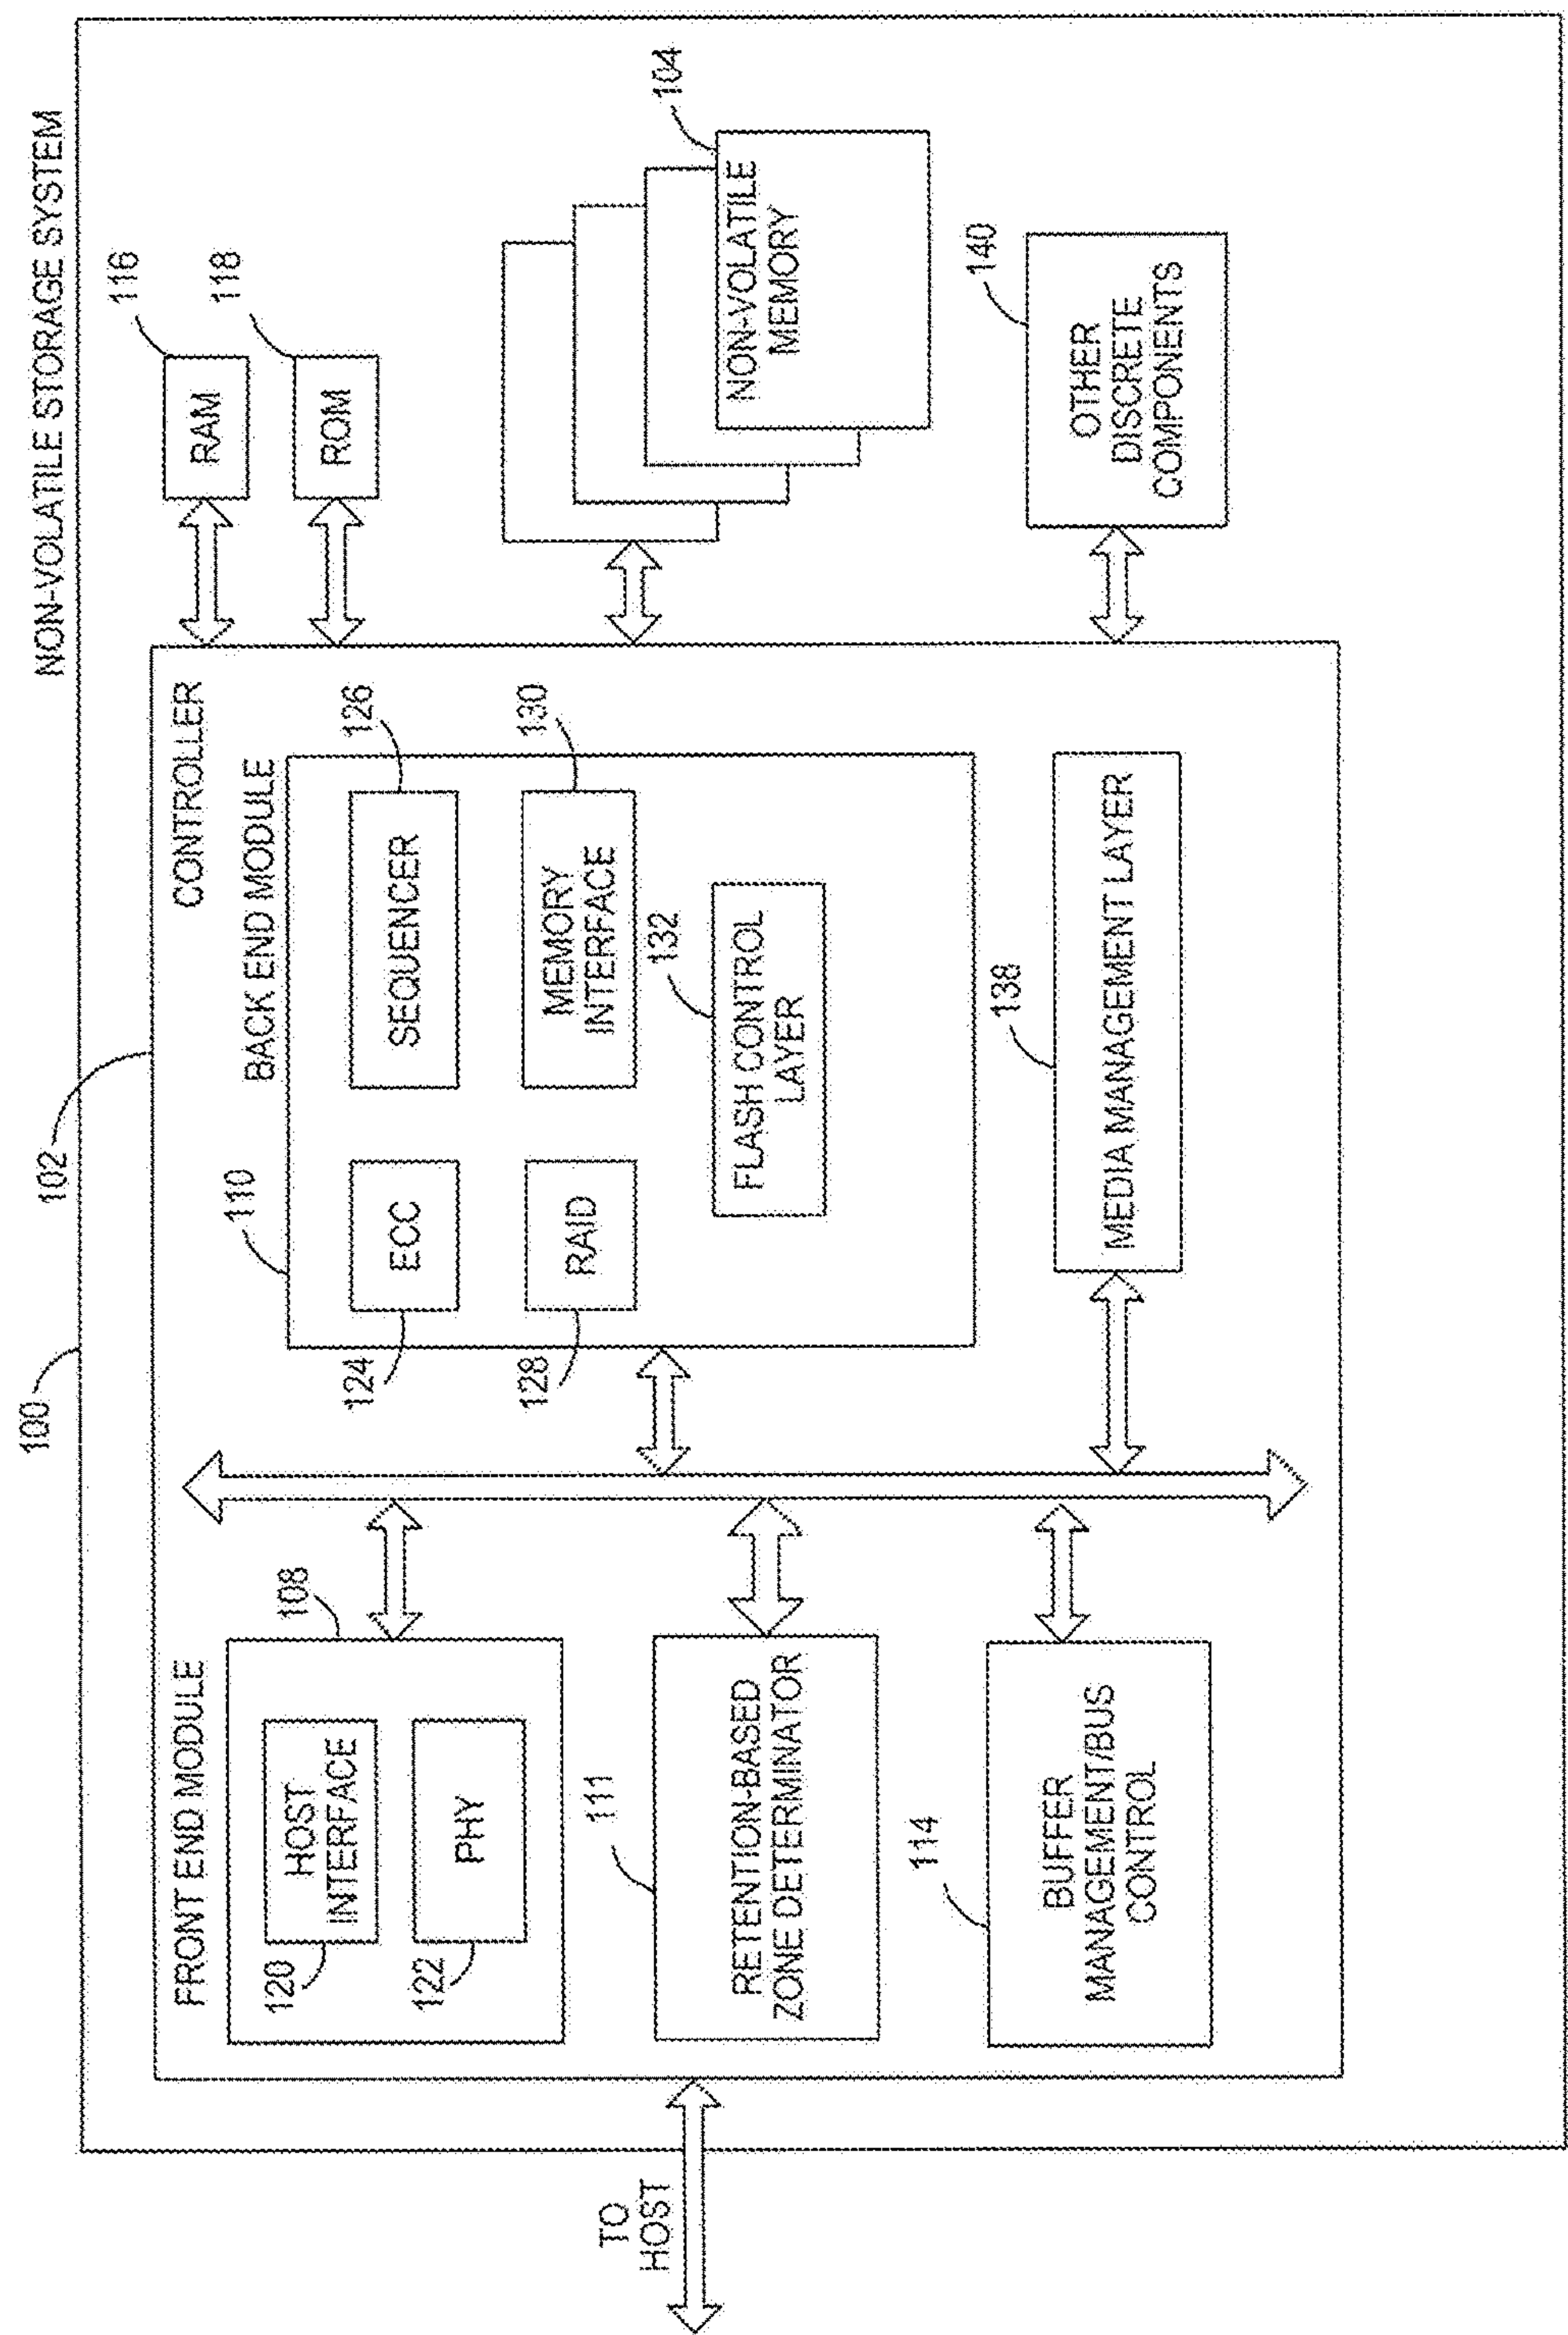 NON-VOLATILE STORAGE SYSTEM
100
102
CONTROLLER
FRONT END MODULE
108
HOST
INTERFACE
120
PHY
122
111
RETENTION-BASED
ZONE DETERMINATOR
114
BUFFER
MANAGEMENT/BUS
CONTROL
TO
HOST
110
BACK END MODULE
ECC
124
SEQUENCER
126
RAID
128
MEMORY
INTERFACE
130
132
FLASH CONTROL
LAYER
138
MEDIA MANAGEMENT LAYER
RAM
116
ROM
118
104
NON-VOLATILE
MEMORY
140
OTHER
DISCRETE
COMPONENTS